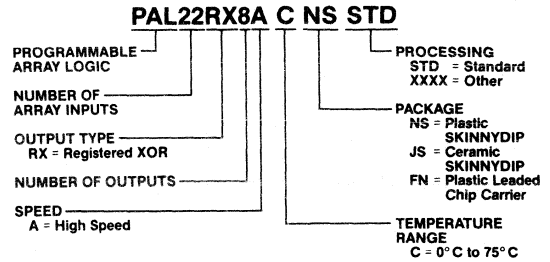 PAL22RX8A C NS STD
PROGRAMMABLE
ARRAY LOGIC
NUMBER OF
ARRAY INPUTS
OUTPUT TYPE
RX = Registered XOR
NUMBER OF OUTPUTS
SPEED
A = High Speed
PROCESSING
STD = Standard
XXXX = Other
PACKAGE
NS = Plastic
SKINNYDIP
JS = Ceramic
SKINNYDIP
FN = Plastic Leaded
Chip Carrier
TEMPERATURE
RANGE
C = 0° C to 75° C